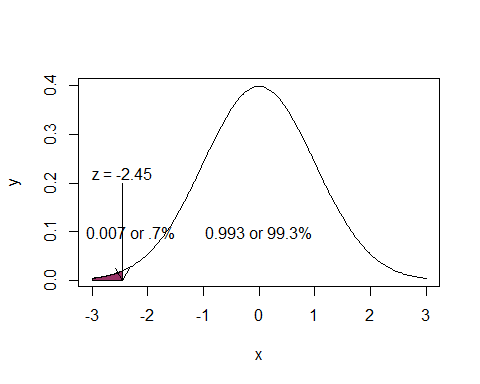 0.4
0.3
0.2
0.1
0.0
y
z = -2.45
0.007 or .7%
0.993 or 99.3%
-3 -2 -1 0 1 2 3
x